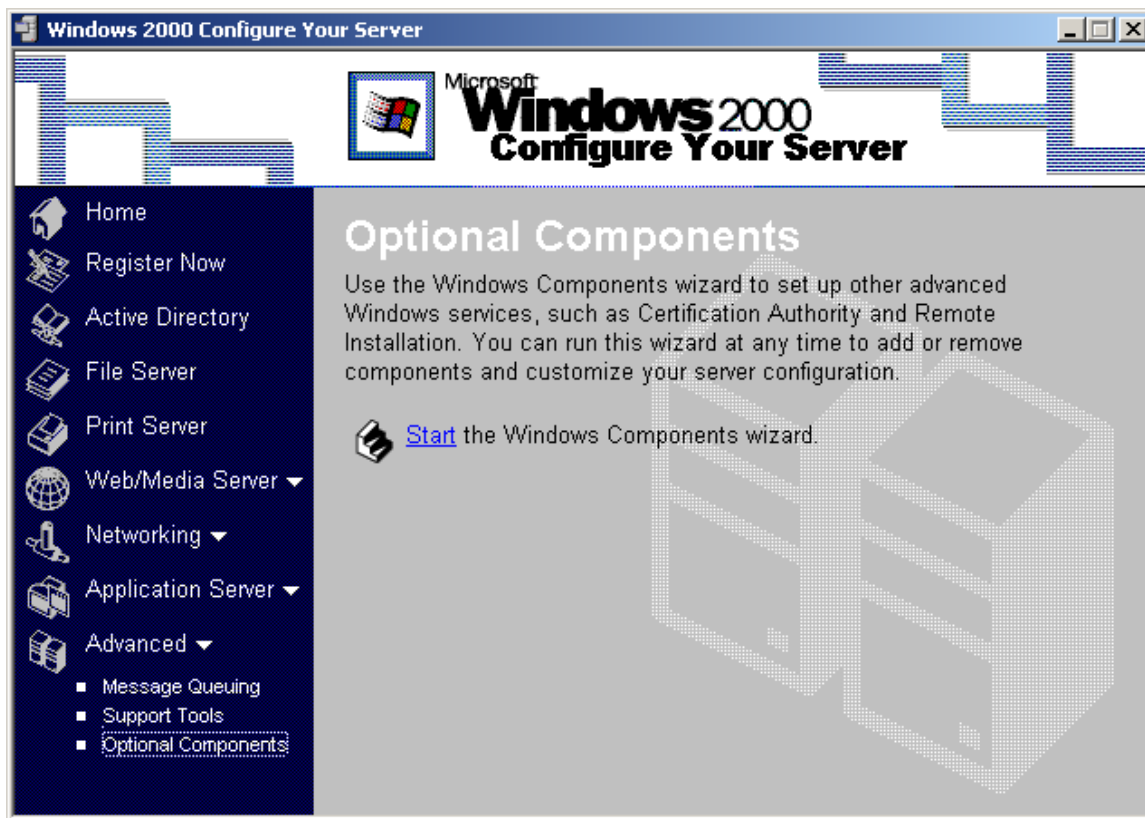 Windows 2000 Configure Your Server
Microsoft
Windows 2000
Configure Your Server
Home
Register Now
Active Directory
File Server
Print Server
Web/Media Server
Networking
Application Server
Advanced
Message Queuing
Support Tools
Optional Components
Optional Components
Use the Windows Components wizard to set up other advanced
Windows services, such as Certification Authority and Remote
Installation. You can run this wizard at any time to add or remove
components and customize your server configuration.
Start the Windows Components wizard.